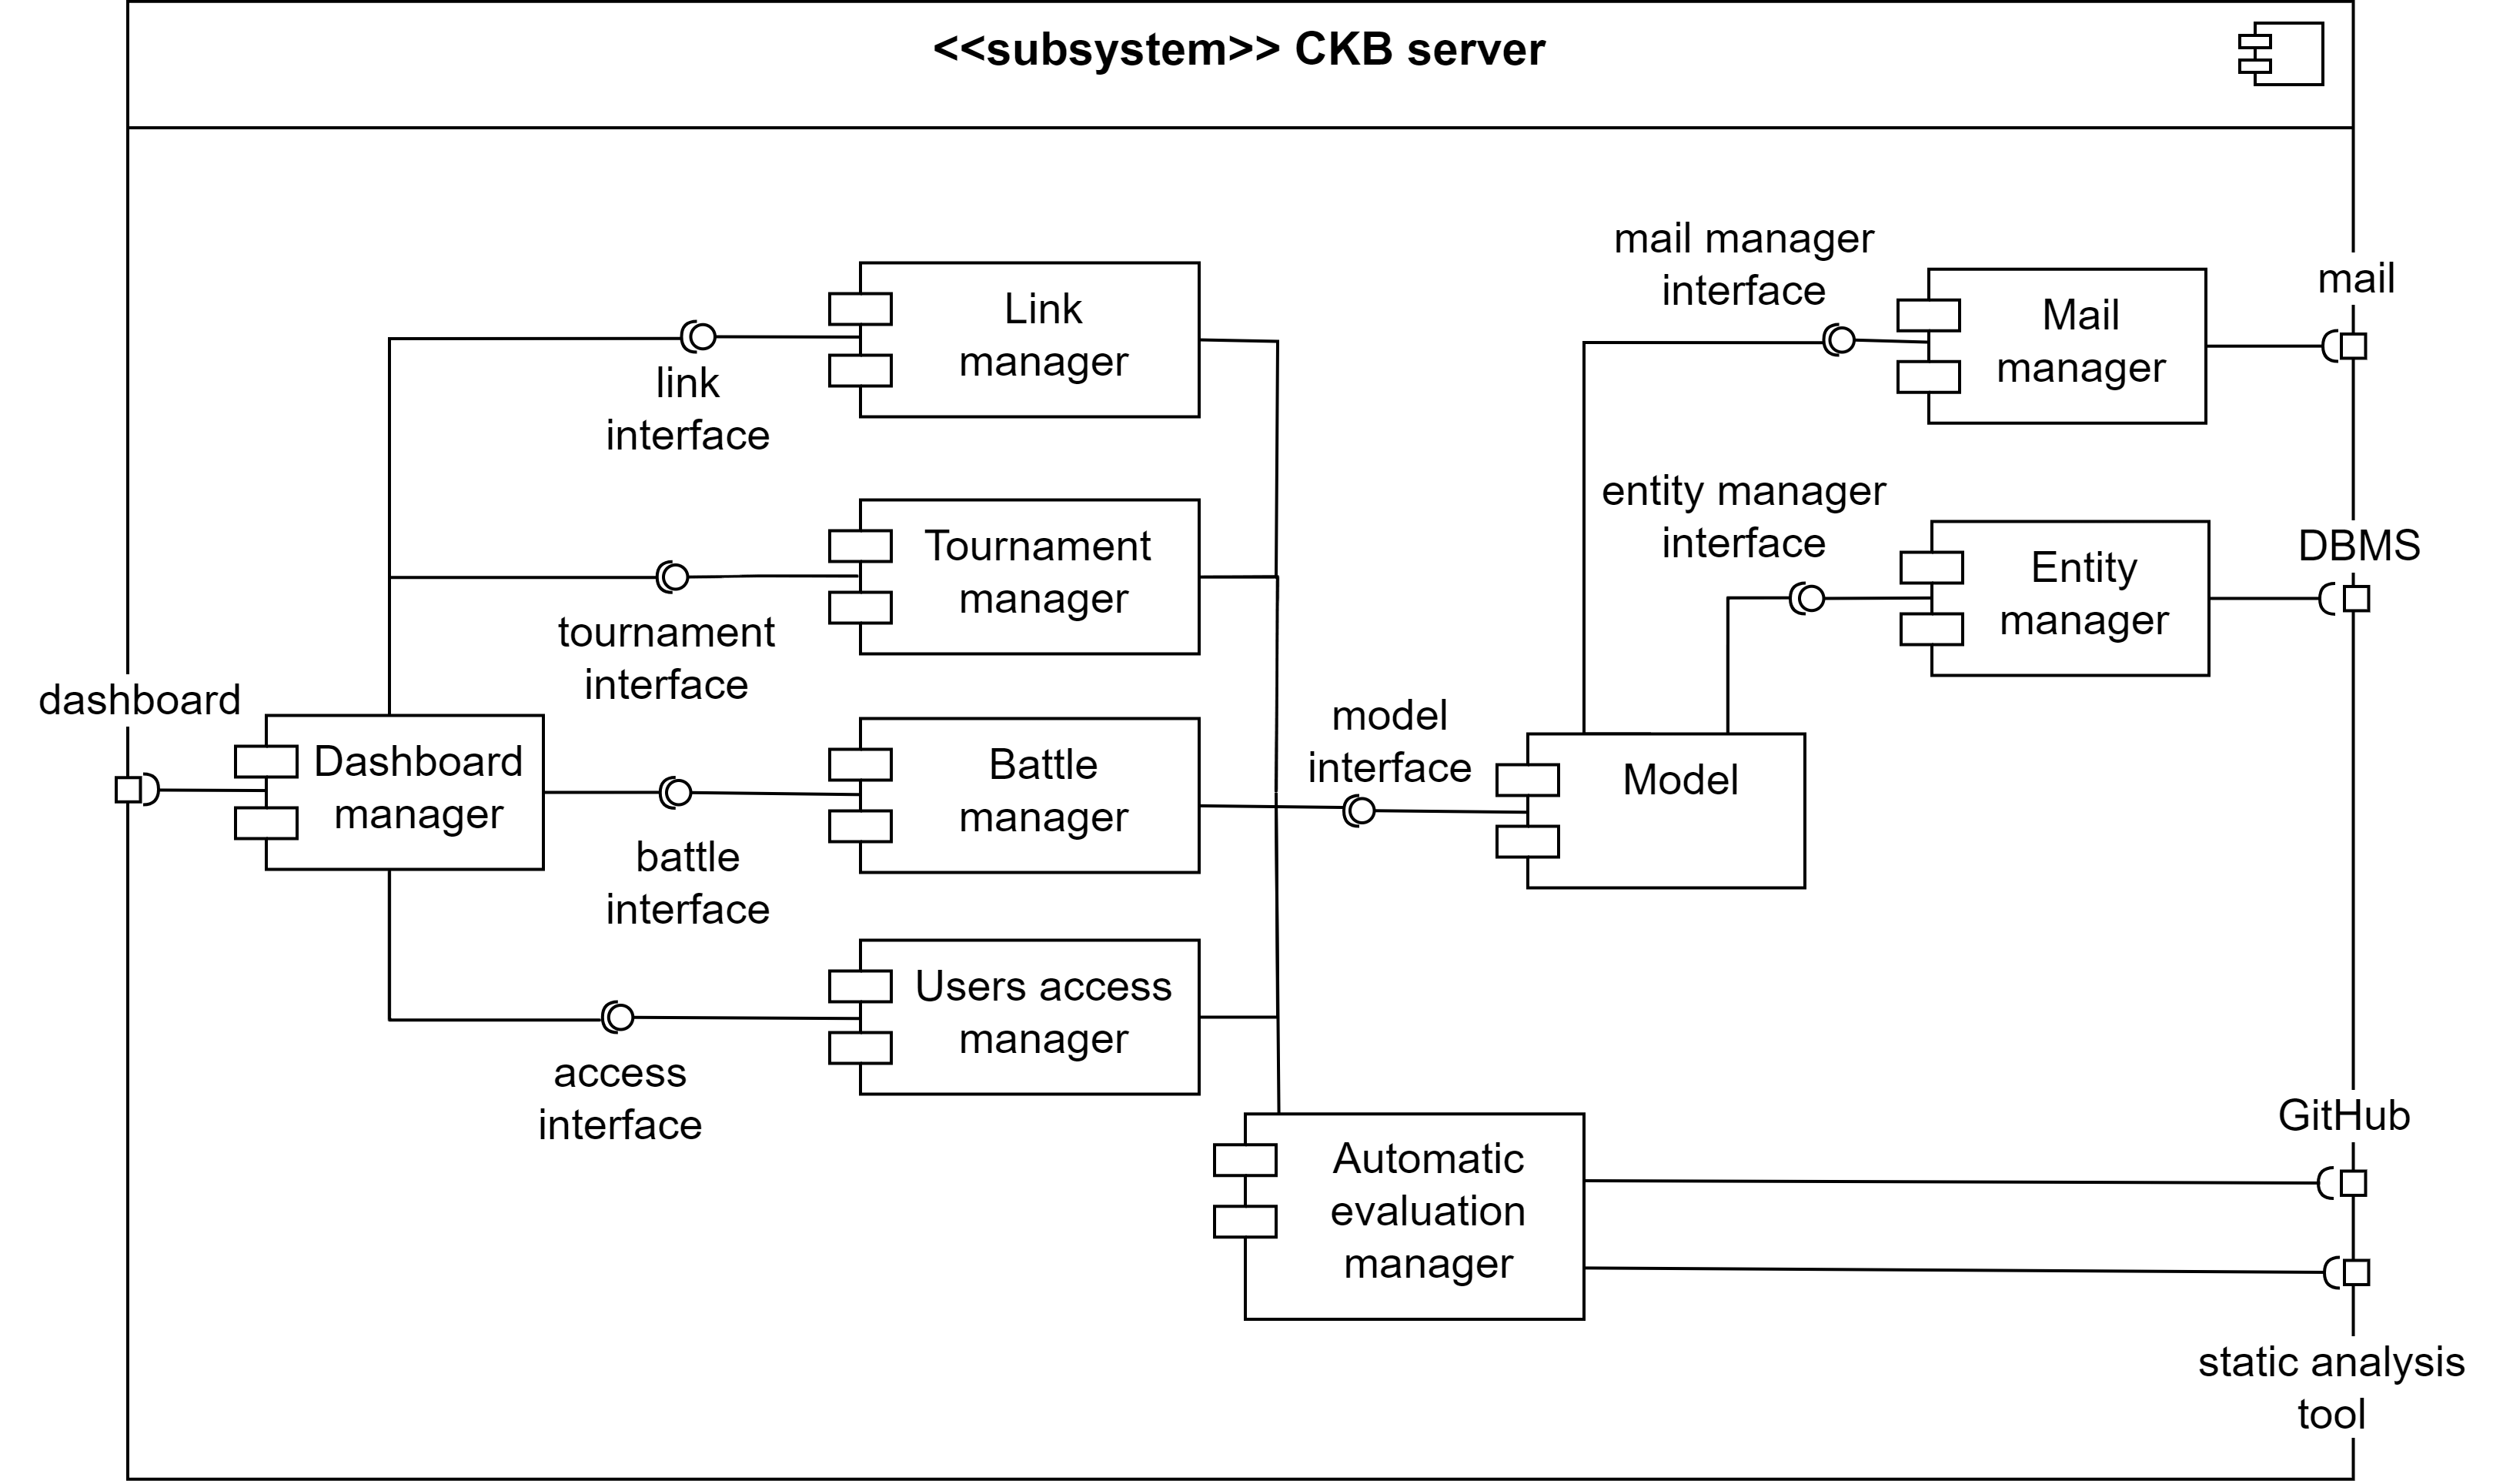 <<subsystem>> CKB server
mail manager
interface
Mail
manager
mail
Link
manager
link
interface
entity manager
interface
Entity
manager
DBMS
Tournament
manager
tournament
interface
dashboard
Dashboard
manager
battle
interface
Battle
manager
model
interface
Model
Users access
manager
access
interface
Automatic
evaluation
manager
GitHub
static analysis
tool